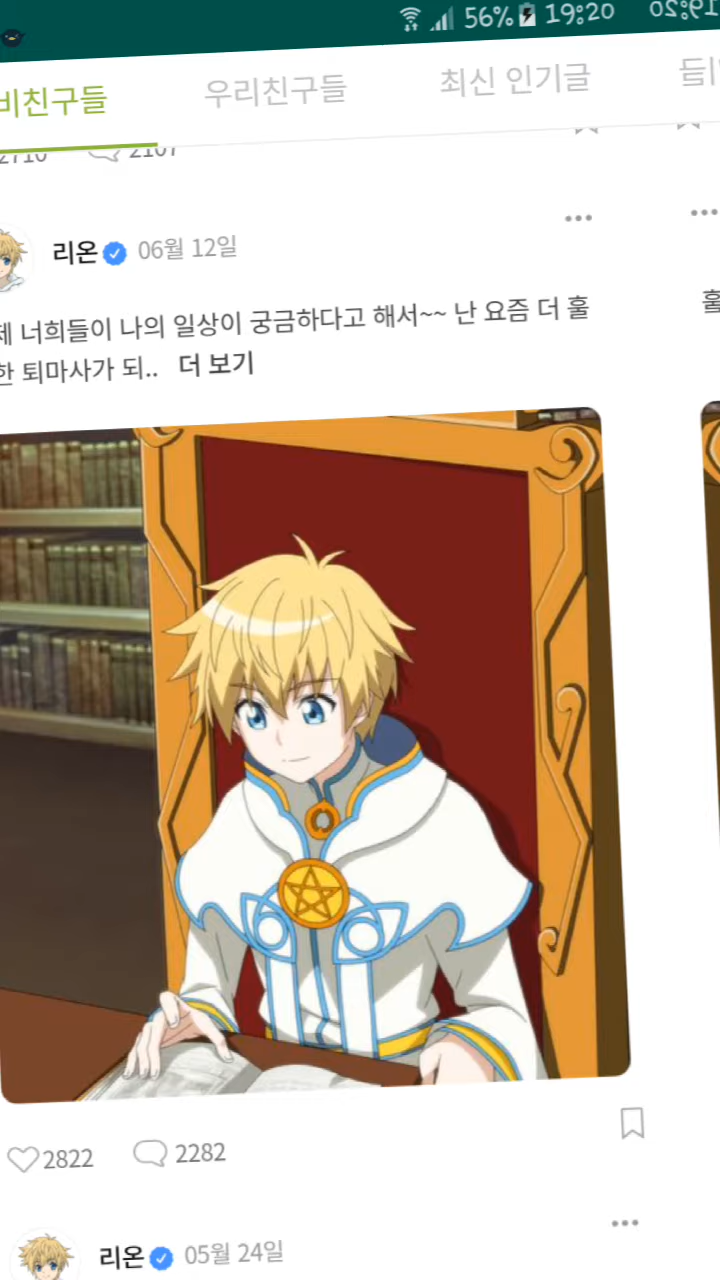 56% 19:20
비친구들 우리친구들 최신 인기글
2710 2107
리온 06월 12일
제 너희들이 나의 일상이 궁금하다고 해서~~ 난 요즘 더 훌
한 퇴마사가 되.. 더 보기
훌
2822 2282
리온 05월 24일